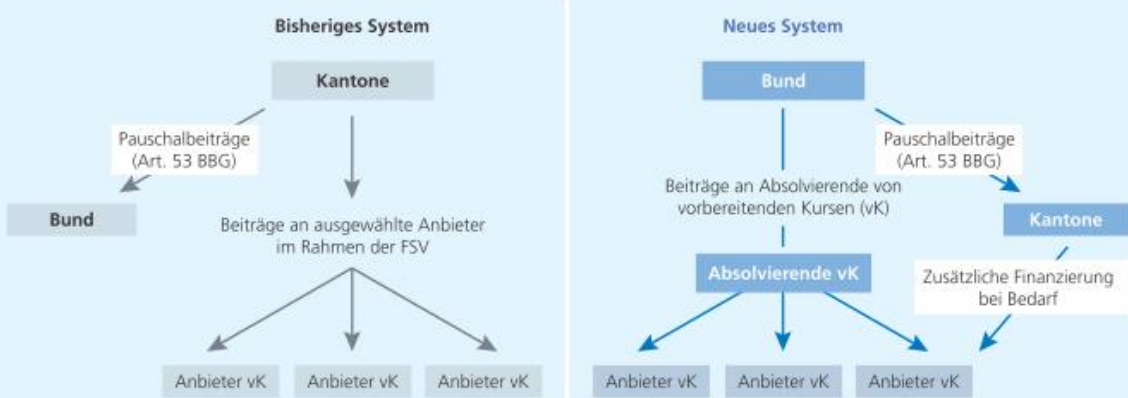 Bisheriges System
Kantone
Pauschalbeiträge
(Art. 53 BBG)
Bund
Beiträge an ausgewählte Anbieter
im Rahmen der FSV
Anbieter vK
Anbieter vK
Anbieter vK
Neues System
Bund
Pauschalbeiträge
(Art. 53 BBG)
Beiträge an Absolvierende von
vorbereitenden Kursen (vK)
Kantone
Absolvierende vK
Zusätzliche Finanzierung
bei Bedarf
Anbieter vK
Anbieter vK
Anbieter vK